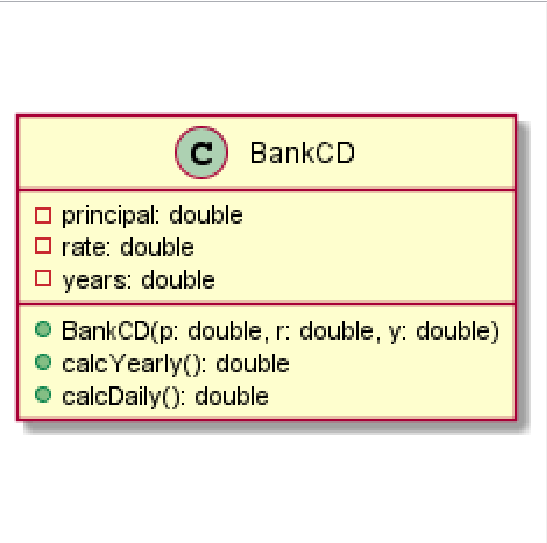 C BankCD
principal: double
rate: double
years: double
BankCD(p: double, r: double, y: double)
calcYearly(): double
calcDaily(): double